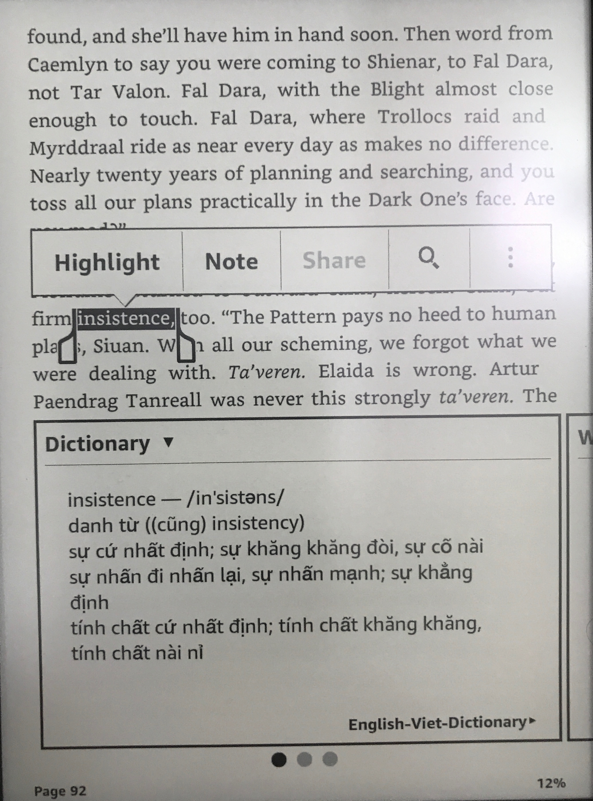 found, and she'll have him in hand soon. Then word from
Caemlyn to say you were coming to Shienar, to Fal Dara,
not Tar Valon. Fal Dara, with the Blight almost close
enough to touch. Fal Dara, where Trollocs raid and
Myrddraal ride as near every day as makes no difference.
Nearly twenty years of planning and searching, and you
toss all our plans practically in the Dark One's face. Are
Highlight Note Share
firm insistence, too. “The Pattern pays no heed to human
Siuan. all our scheming, we forgot what we
were dealing with. Ta'veren. Elaida is wrong. Artur
Paendrag Tanreall was never this strongly ta'veren. The
Dictionary ▼
W
insistence — /in'sistəns/
danh từ ((cũng) insistency)
sự cứ nhất định; sự khăng khăng đòi, sự cố nài
sự nhấn đi nhấn lại, sự nhấn mạnh; sự khẳng
định
tính chất cứ nhất định; tính chất khăng khăng,
tính chất nài nỉ
English-Viet-Dictionary▸
Page 92
12%